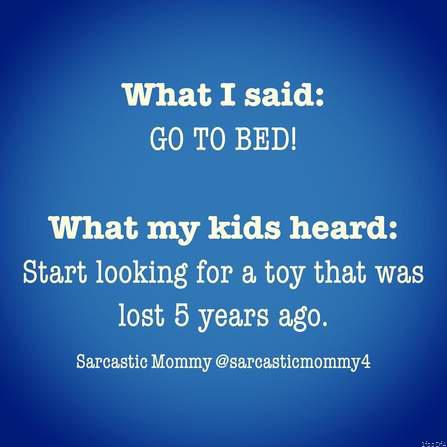 What I said:
GO TO BED!
What my kids heard:
Start looking for a toy that was
lost 5 years ago.
Sarcastic Mommy @sarcasticmommy4